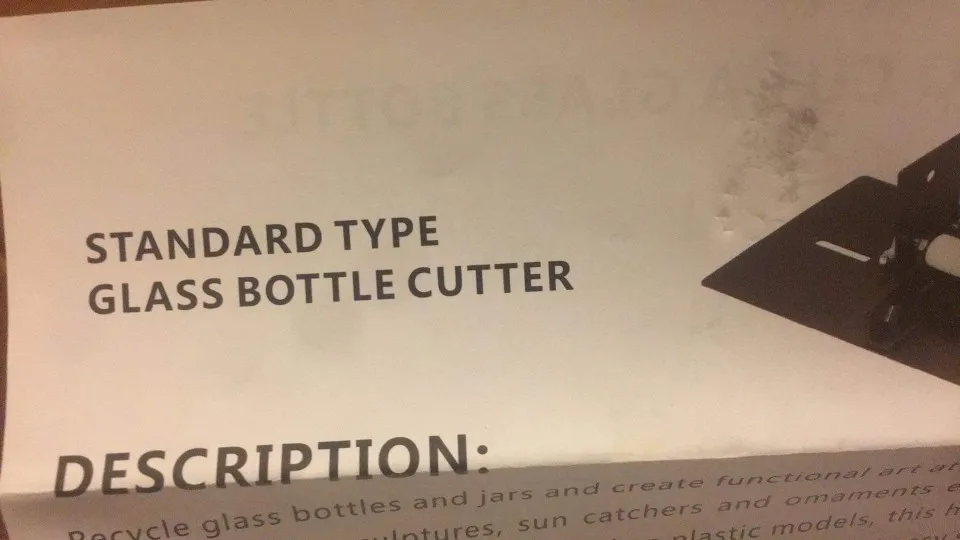 STANDARD TYPE
GLASS BOTTLE CUTTER
DESCRIPTION:
Recycle glass bottles and jars and create functional art at
sun catchers and omaments
plastic models, this